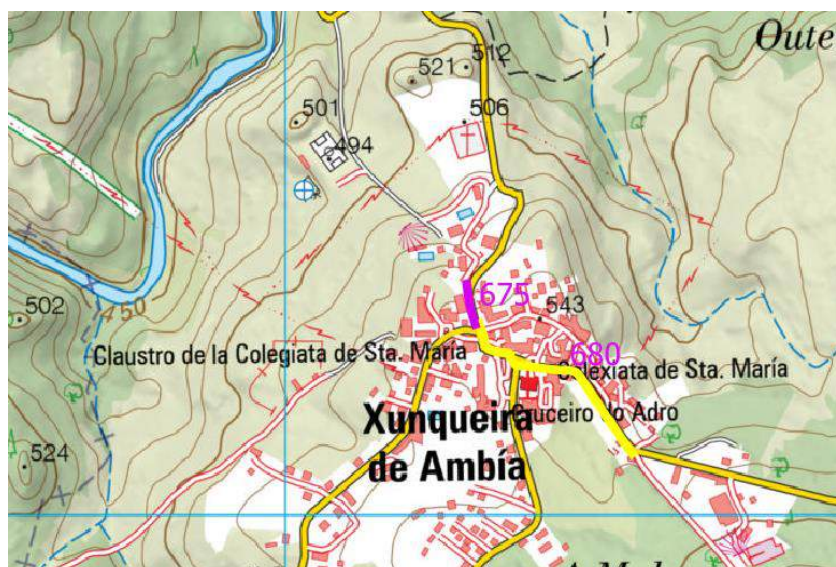 Oute
512
521
501
506
494
675
450
502
543
680
Claustro de la Colegiata de Sta. María
Colexiata de Sta. María
Cruceiro do Adro
Xunqueira
de Ambía
524